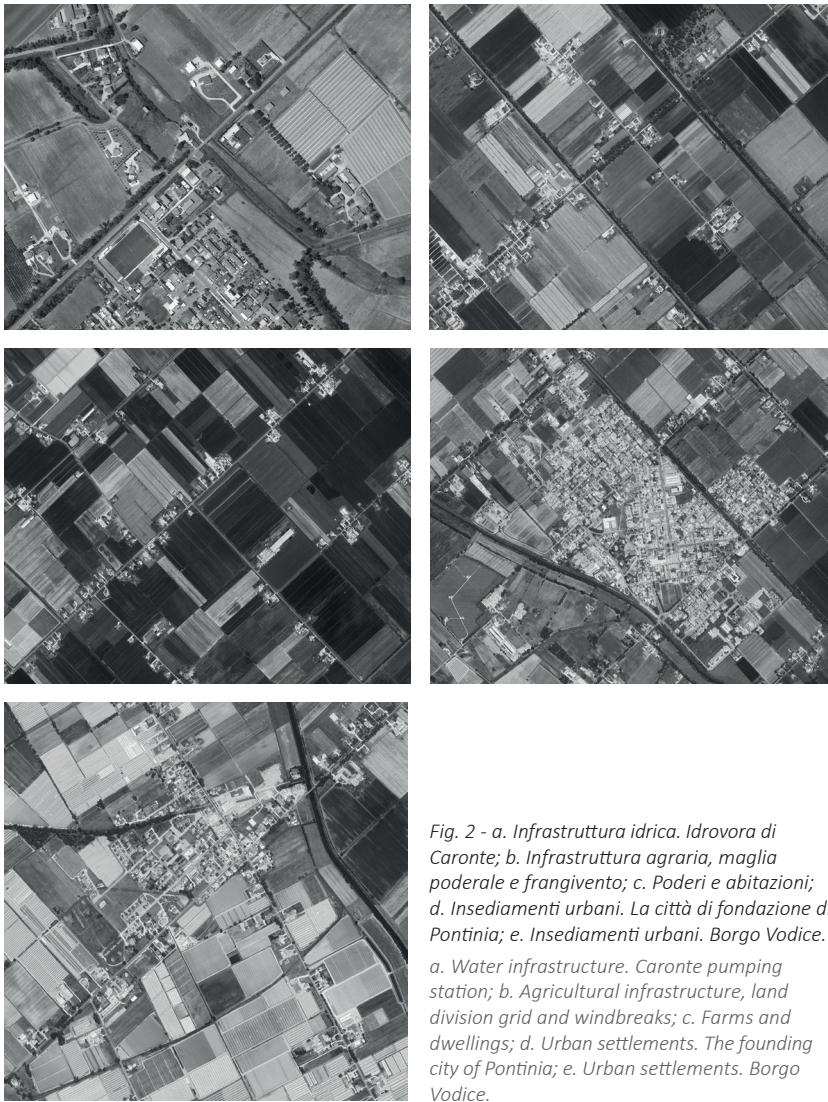 Fig. 2 - a. Infrastruttura idrica. Idrovora di
Caronte; b. Infrastruttura agraria, maglia
poderale e frangivento; c. Poderi e abitazioni;
d. Insediamenti urbani. La città di fondazione d
Pontinia; e. Insediamenti urbani. Borgo Vodice.
a. Water infrastructure. Caronte pumping
station; b. Agricultural infrastructure, land
division grid and windbreaks; c. Farms and
dwellings; d. Urban settlements. The founding
city of Pontinia; e. Urban settlements. Borgo
Vodice.